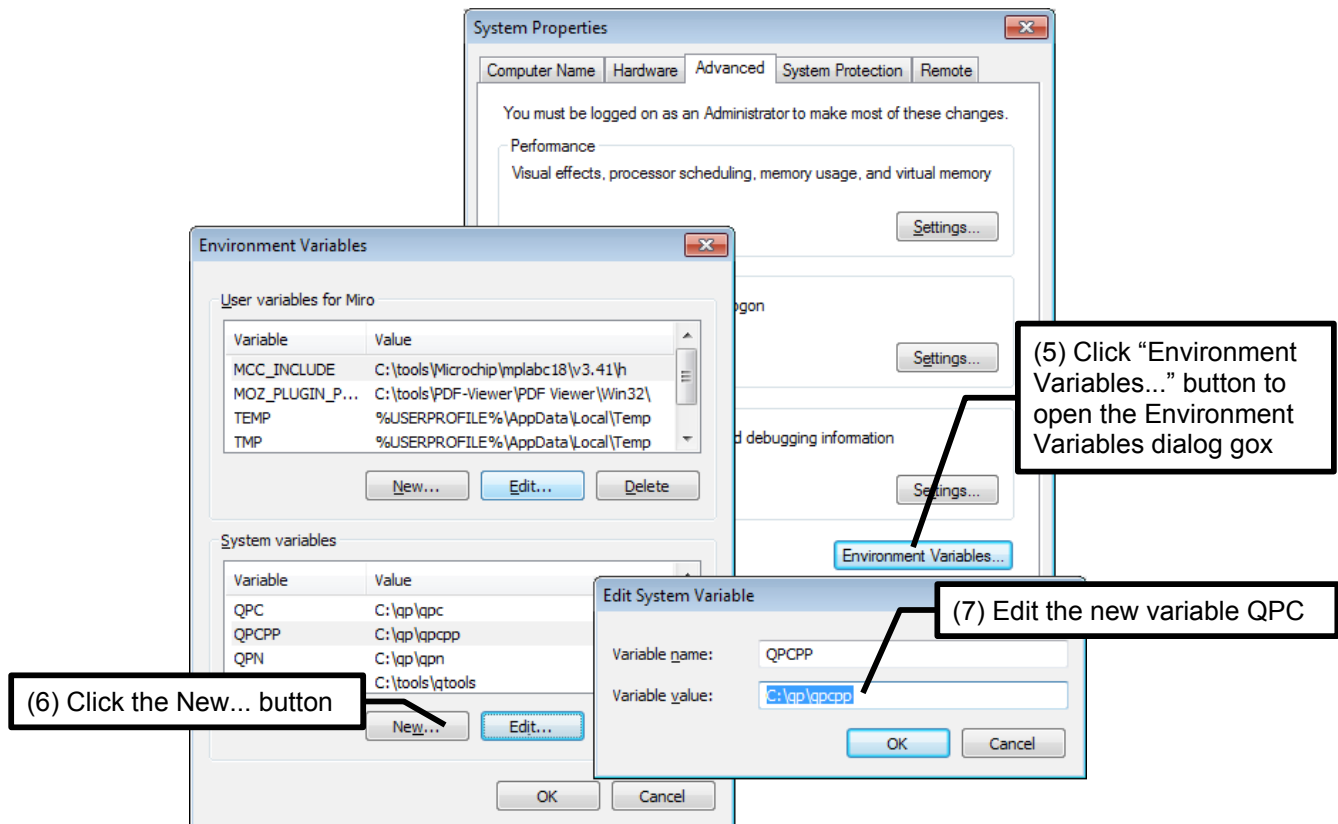 System Properties
Computer Name Hardware Advanced System Protection Remote
You must be logged on as an Administrator to make most of these changes.
Performance
Visual effects, processor scheduling, memory usage, and virtual memory
Settings...
ogon
Settings...
d debugging information
Settings...
Environment Variables...
Environment Variables
User variables for Miro
Variable Value
MCC_INCLUDE C:\tools\Microchip\mplabc18\v3.41\h
MOZ_PLUGIN_P... C:\tools\PDF-Viewer\PDF Viewer\Win32\
TEMP %USERPROFILE%\AppData\Local\Temp
TMP %USERPROFILE%\AppData\Local\Temp
New... Edit... Delete
System variables
Variable Value
QPC C:\qp\qpc
QPCPP C:\qp\qpcpp
QPN C:\qp\qpn
C:\tools\qtools
New... Edit...
OK Cancel
Edit System Variable
Variable name: QPCPP
Variable value: C:\qp\qpcpp
OK Cancel
(5) Click “Environment
Variables...” button to
open the Environment
Variables dialog gox
(6) Click the New... button
(7) Edit the new variable QPC